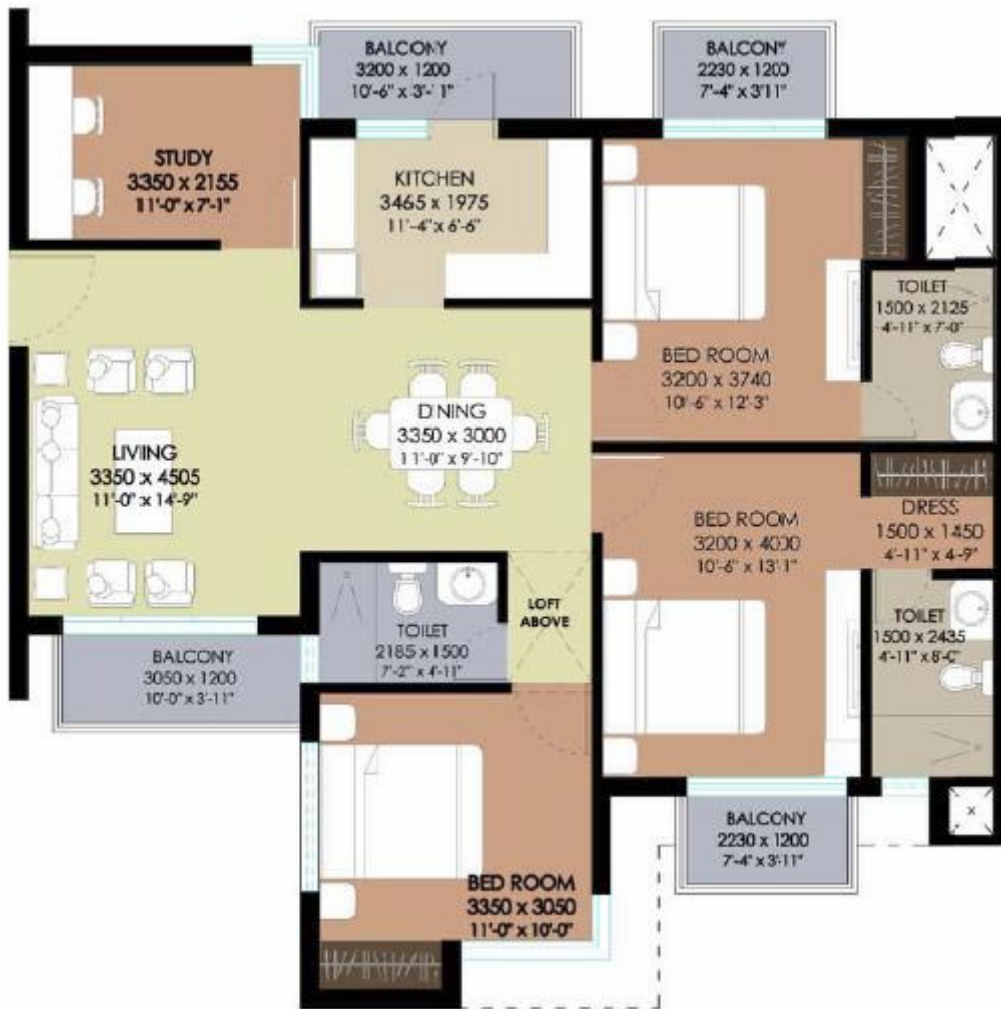 BALCONY
3200 x 1200
10'-6" x 3'-11"
BALCONY
2230 x 1200
7'-4" x 3'11"
STUDY
3350 x 2155
11'-0" x 7'-1"
KITCHEN
3465 x 1975
11'-4" x 6'-6"
TOILET
1500 x 2125
4'-11" x 7'-0"
BED ROOM
3200 x 3740
10'-6" x 12'-3"
DINING
3350 x 3000
11'-0" x 9'-10"
LIVING
3350 x 4505
11'-0" x 14'-9"
BED ROOM
3200 x 4000
10'-6" x 13'-1"
DRESS
1500 x 1450
4'-11" x 4'-9"
LOFT
ABOVE
TOILET
2185 x 1500
7'-2" x 4'-11"
TOILET
1500 x 2435
4'-11" x 8'-0"
BALCONY
3050 x 1200
10'-0" x 3'-11"
BALCONY
2230 x 1200
7'-4" x 3'-11"
BED ROOM
3350 x 3050
11'-0" x 10'-0"